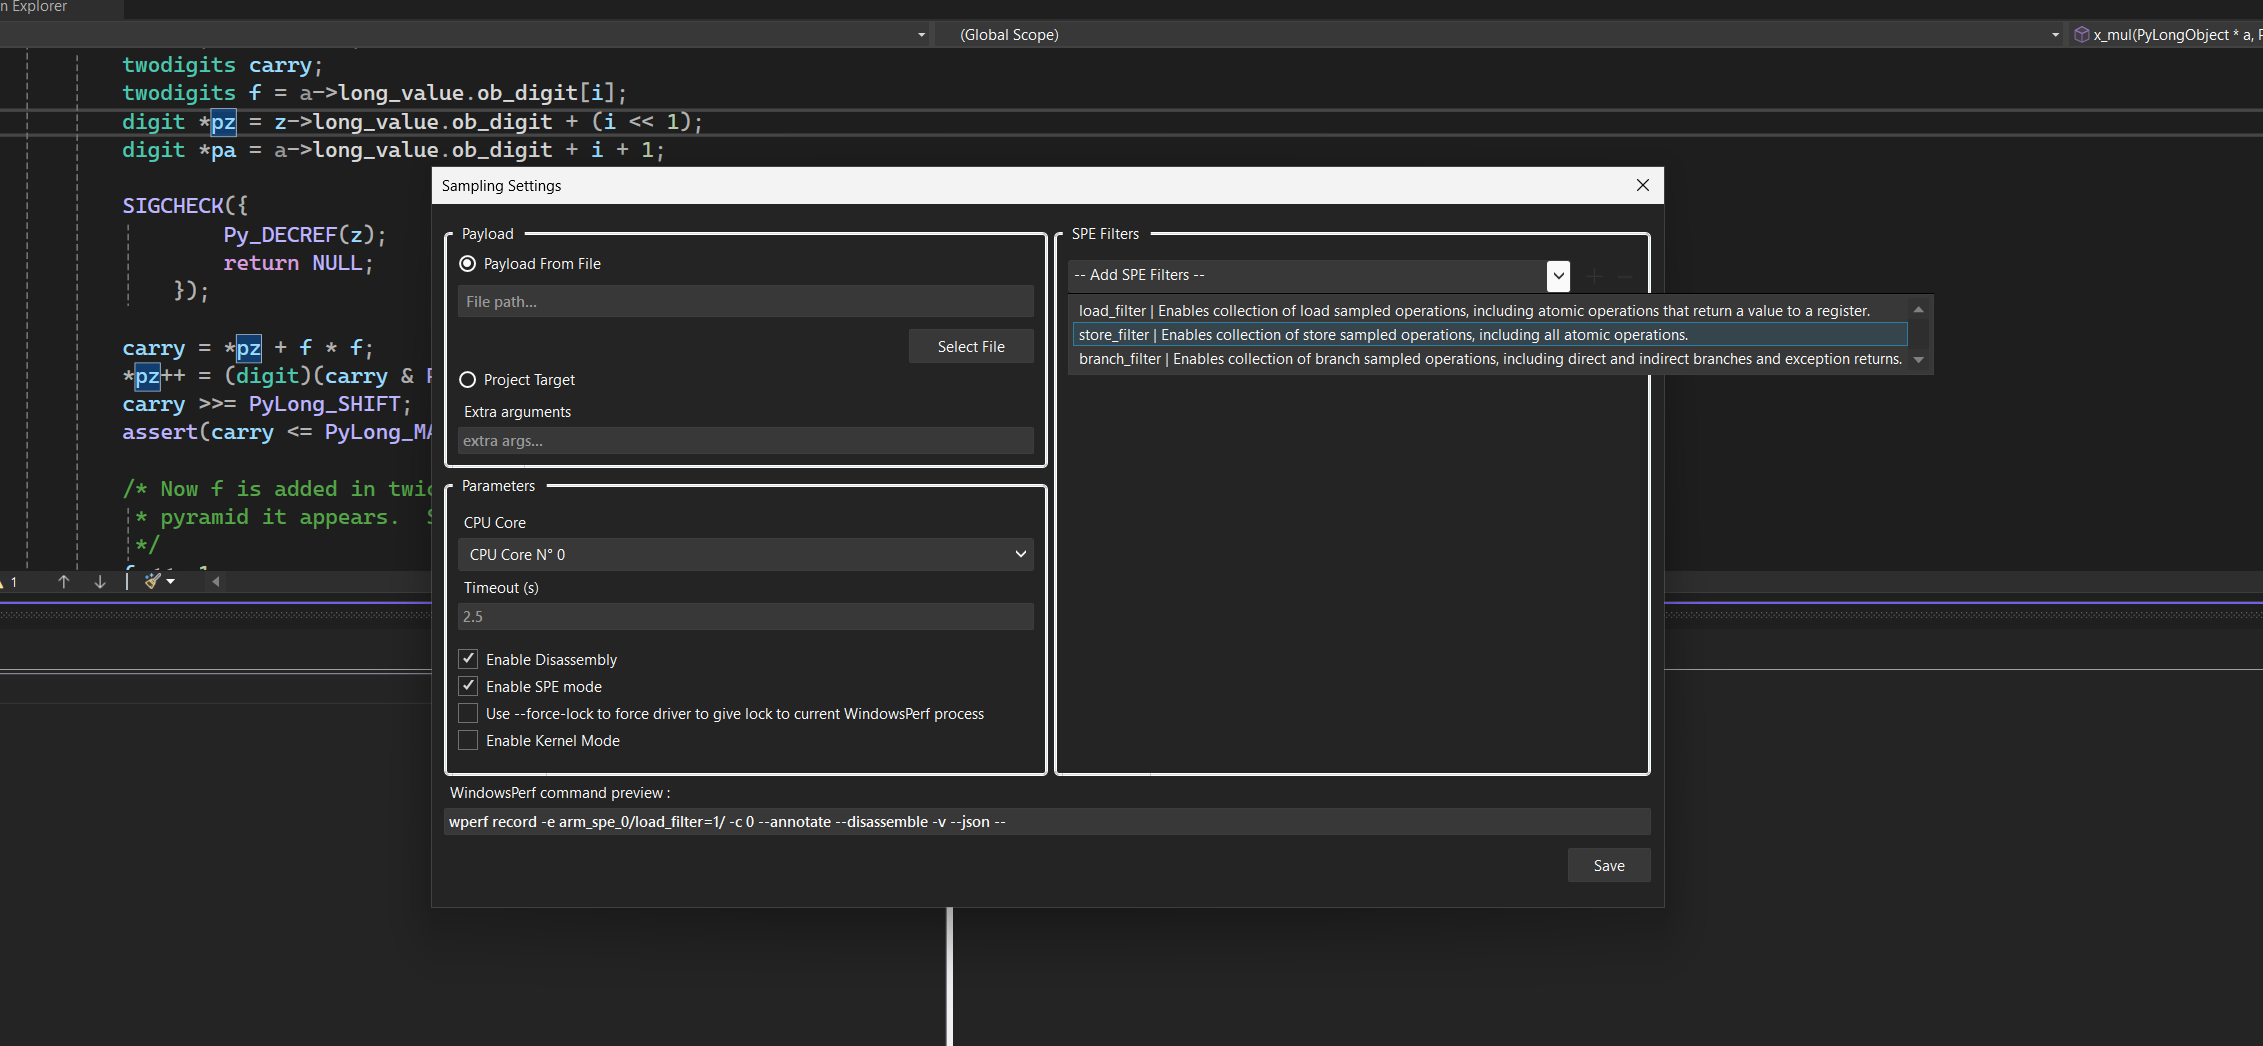 n Explorer
(Global Scope)
x_mul(PyLongObject * a, P
twodigits carry;
twodigits f = a->long_value.ob_digit[i];
digit *pz = z->long_value.ob_digit + (i << 1);
digit *pa = a->long_value.ob_digit + i + 1;
SIGCHECK({
Py_DECREF(z);
return NULL;
});
carry = *pz + f * f;
*pz++ = (digit)(carry & P
carry >>= PyLong_SHIFT;
assert(carry <= PyLong_MA
/* Now f is added in twic
* pyramid it appears. S
*/
1
Sampling Settings
Payload
Payload From File
File path...
Select File
Project Target
Extra arguments
extra args...
Parameters
CPU Core
CPU Core N° 0
Timeout (s)
2.5
Enable Disassembly
Enable SPE mode
Use --force-lock to force driver to give lock to current WindowsPerf process
Enable Kernel Mode
SPE Filters
-- Add SPE Filters --
load_filter | Enables collection of load sampled operations, including atomic operations that return a value to a register.
store_filter | Enables collection of store sampled operations, including all atomic operations.
branch_filter | Enables collection of branch sampled operations, including direct and indirect branches and exception returns.
WindowsPerf command preview :
wperf record -e arm_spe_0/load_filter=1/ -c 0 --annotate --disassemble -v --json --
Save